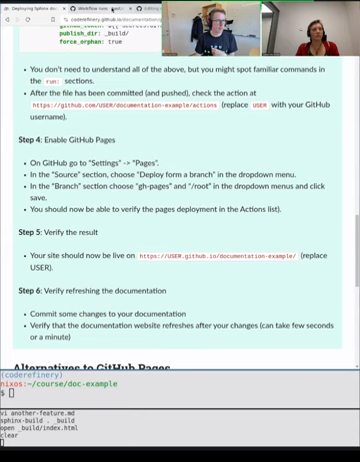 Deploying Sphinx do
Workflow runs
Editing
coderefinery.github.io/documentation/
publish_dir: _build/
force_orphan: true
You don't need to understand all of the above, but you might spot familiar commands in
the run: sections.
After the file has been committed (and pushed), check the action at
https://github.com/USER/documentation-example/actions (replace USER with your GitHub
username).
Step 4: Enable GitHub Pages
On GitHub go to "Settings" -> "Pages".
In the "Source" section, choose "Deploy form a branch" in the dropdown menu.
In the "Branch" section choose "gh-pages" and "/root" in the dropdown menus and click
save.
You should now be able to verify the pages deployment in the Actions list).
Step 5: Verify the result
Your site should now be live on https://USER.github.io/documentation-example/ (replace
USER).
Step 6: Verify refreshing the documentation
Commit some changes to your documentation
Verify that the documentation website refreshes after your changes (can take few seconds
or a minute)
Alternatives to GitHub Pages
(coderefinery)
nixos:~/course/doc-example
$
vi another-feature.md
sphinx-build . _build
open _build/index.html
clear